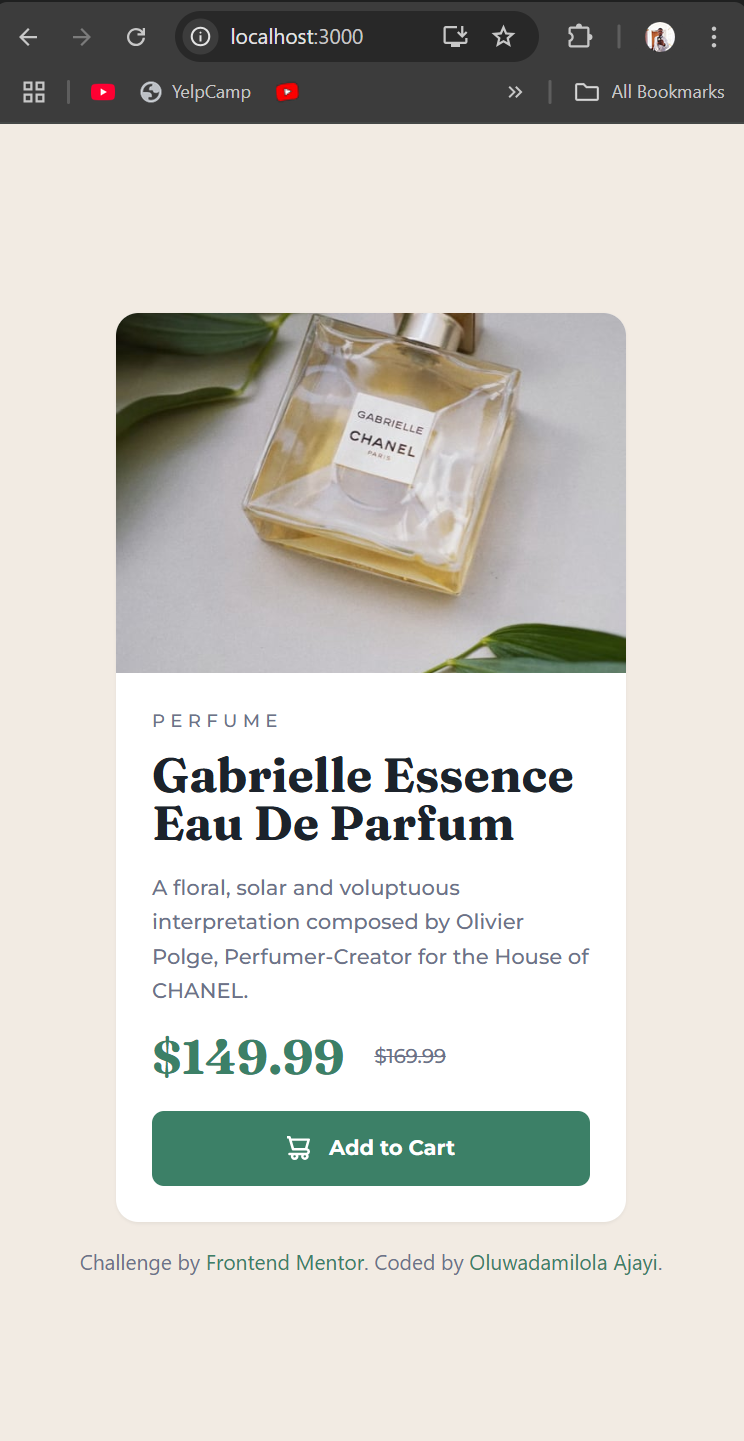 localhost:3000
YelpCamp
All Bookmarks
GABRIELLE
CHANEL
PARIS
PERFUME
Gabrielle Essence
Eau De Parfum
A floral, solar and voluptuous
interpretation composed by Olivier
Polge, Perfumer-Creator for the House of
CHANEL.
$149.99 $169.99
Add to Cart
Challenge by Frontend Mentor. Coded by Oluwadamilola Ajayi.